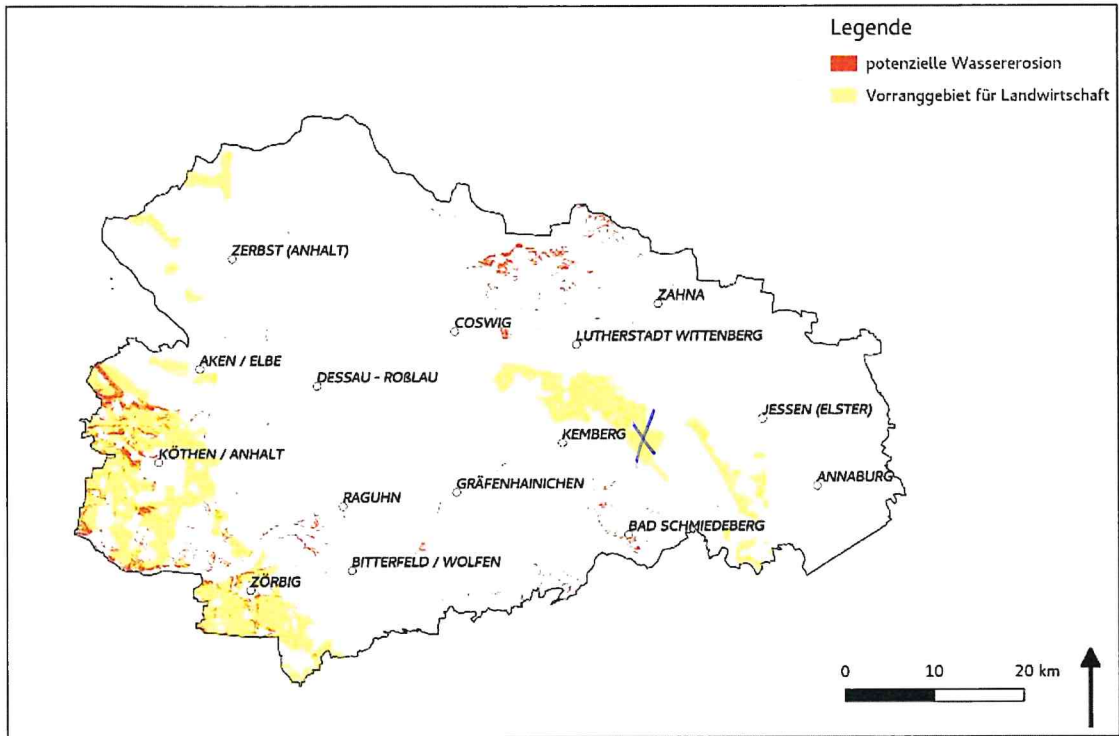 Legende
potenzielle Wassererosion
Vorranggebiet für Landwirtschaft
ZERBST (ANHALT)
ZAHNA
COSWIG
LUTHERSTADT WITTENBERG
AKEN / ELBE
DESSAU - ROßLAU
JESSEN (ELSTER)
KEMBERG
KÖTHEN / ANHALT
ANNABURG
GRÄFENHAINICHEN
RAGUHN
BAD SCHMIEDEBERG
BITTERFELD / WOLFEN
ZÖRBIG
0 10 20 km